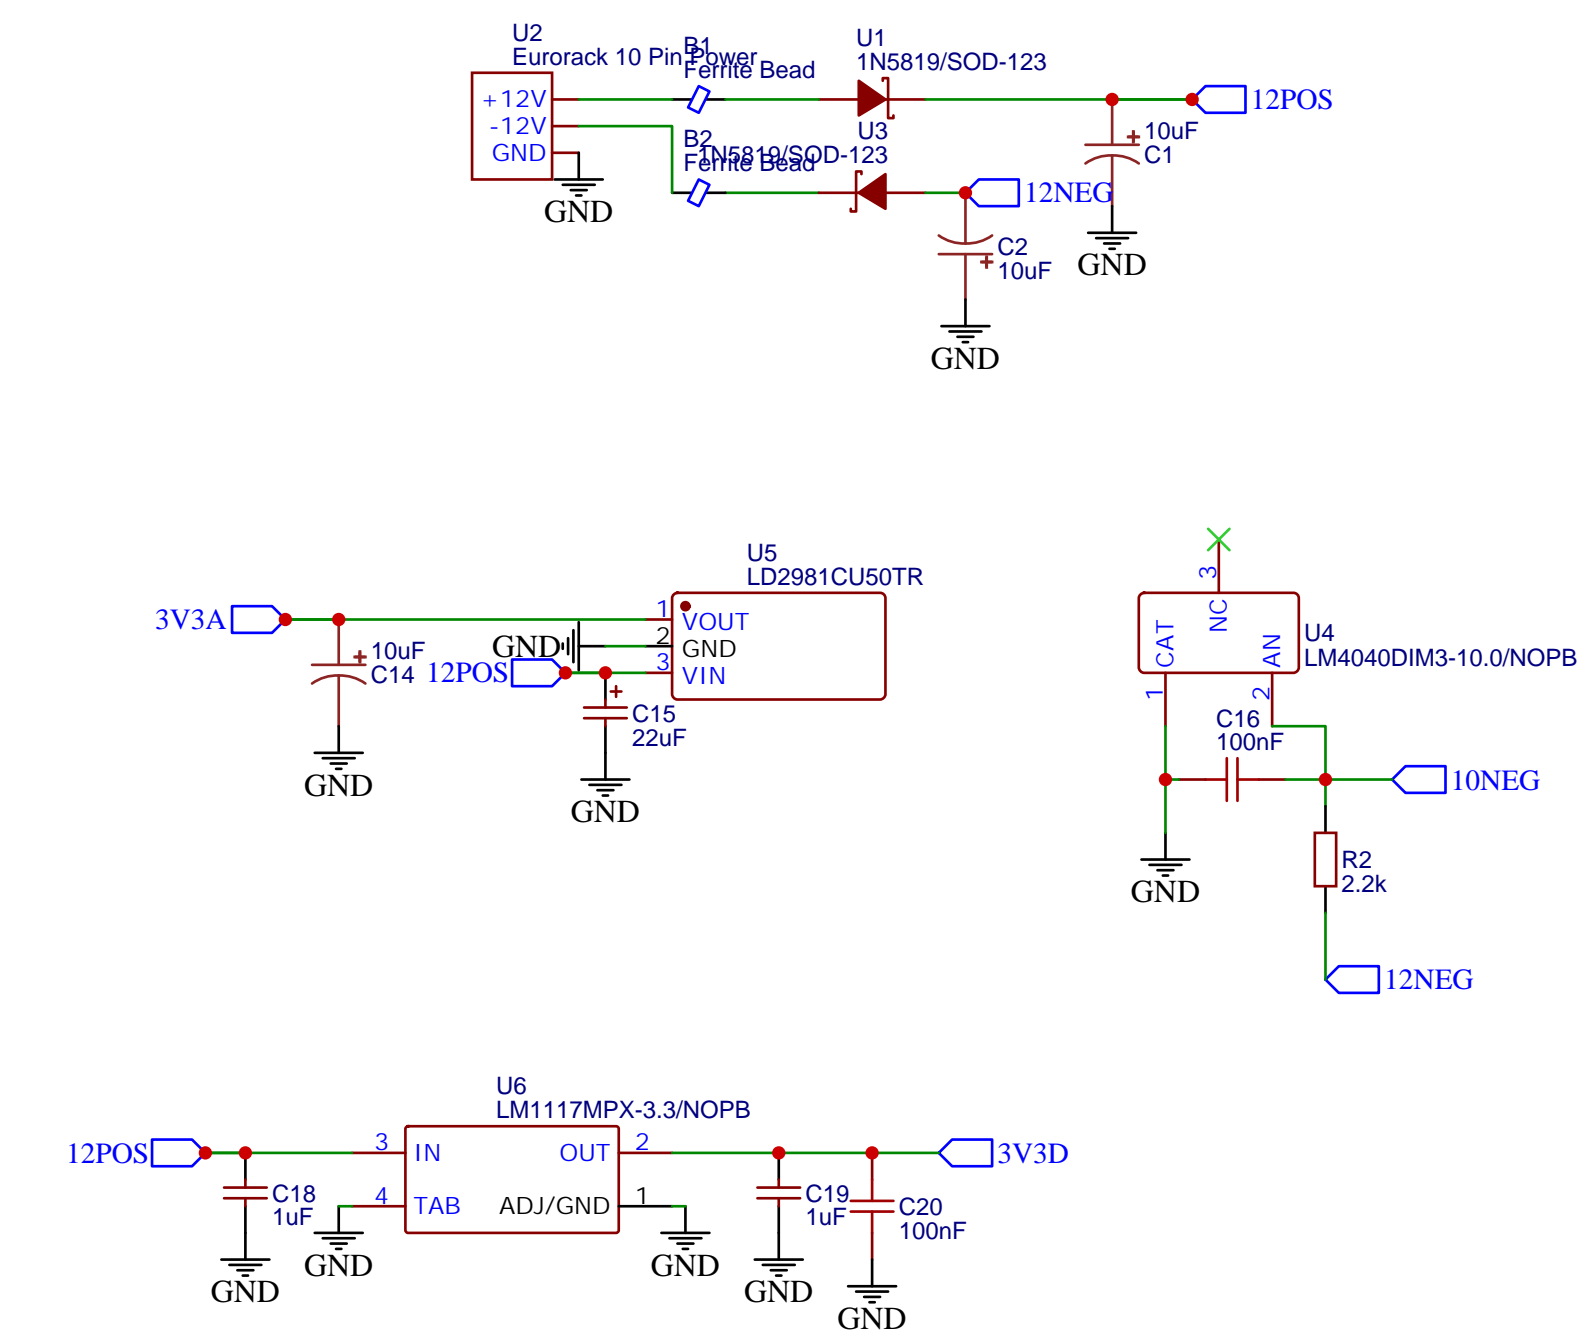 U2
Eurorack 10 Pin Power
+12V
-12V
GND
GND
B1
Ferrite Bead
U1
1N5819/SOD-123
12POS
10uF
C1
GND
B2
Ferrite Bead
U3
1N5819/SOD-123
12NEG
C2
10uF
GND
U5
LD2981CU50TR
3V3A
1
VOUT
GND
2
GND
12POS
3
VIN
10uF
C14
GND
C15
22uF
GND
3
NC
CAT
AN
U4
LM4040DIM3-10.0/NOPB
1
2
C16
100nF
10NEG
GND
R2
2.2k
12NEG
U6
LM1117MPX-3.3/NOPB
12POS
3
IN
OUT
2
3V3D
4
TAB
ADJ/GND
1
C18
1uF
GND
GND
GND
C19
1uF
GND
C20
100nF
GND